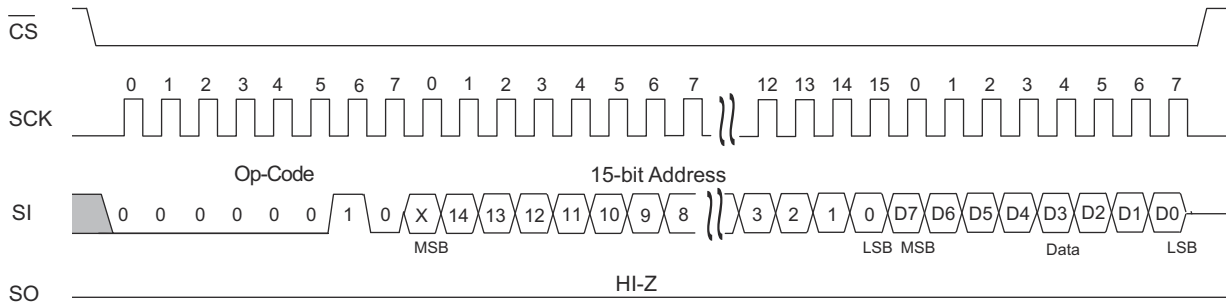 CS
0 1 2 3 4 5 6 7 0 1 2 3 4 5 6 7 12 13 14 15 0 1 2 3 4 5 6 7
SCK
Op-Code 15-bit Address
SI 0 0 0 0 0 0 1 0 X 14 13 12 11 10 9 8 3 2 1 0 D7 D6 D5 D4 D3 D2 D1 D0
MSB LSB MSB Data LSB
HI-Z
SO